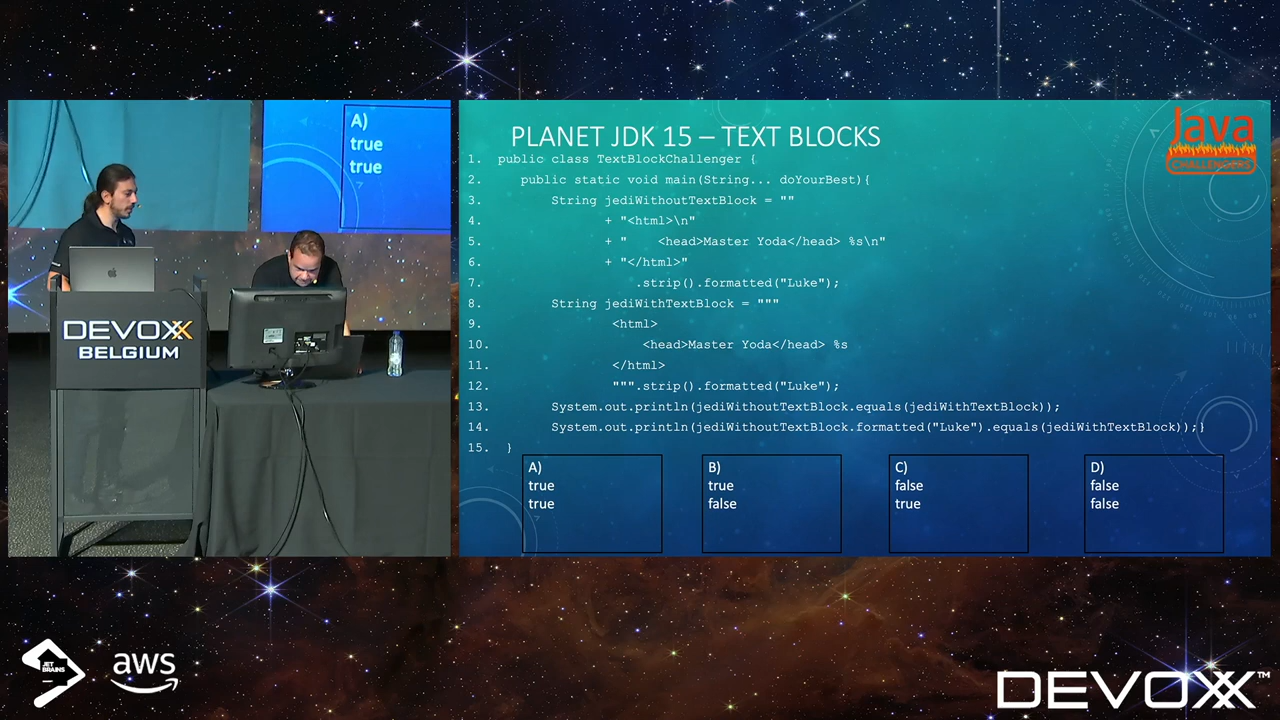 A)
true
true
DEVOXX
BELGIUM
PLANET JDK 15 – TEXT BLOCKS
Java
CHALLENGERS
1. public class TextBlockChallenger {
2. public static void main(String... doYourBest){
3. String jediWithoutTextBlock = ""
4. + "<html>\n"
5. + "    <head>Master Yoda</head> %s\n"
6. + "</html>"
7. .strip().formatted("Luke");
8. String jediWithTextBlock = """
9. <html>
10. <head>Master Yoda</head> %s
11. </html>
12. """.strip().formatted("Luke");
13. System.out.println(jediWithoutTextBlock.equals(jediWithTextBlock));
14. System.out.println(jediWithoutTextBlock.formatted("Luke").equals(jediWithTextBlock));}
15. }
A)
true
true
B)
true
false
C)
false
true
D)
false
false
JET
BRAINS
aws
DEVOXX™